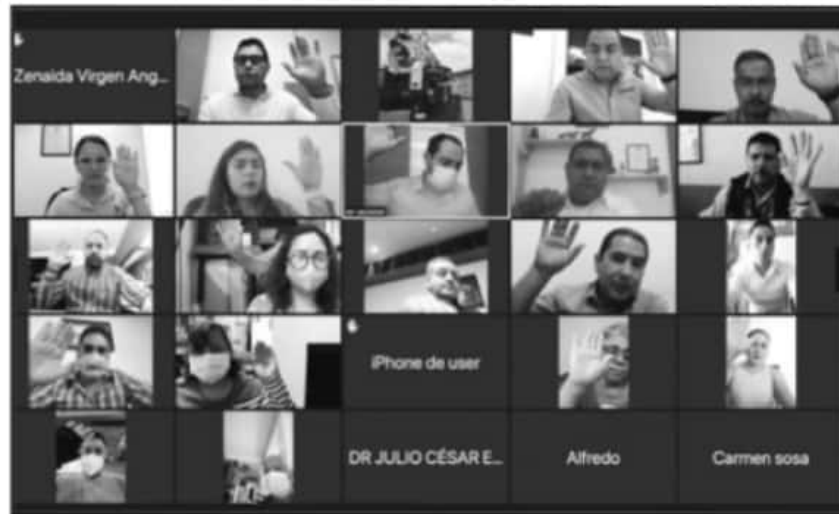 Zenaida Virgen Ang...
iPhone de user
DR JULIO CÉSAR E...
Alfredo
Carmen sosa